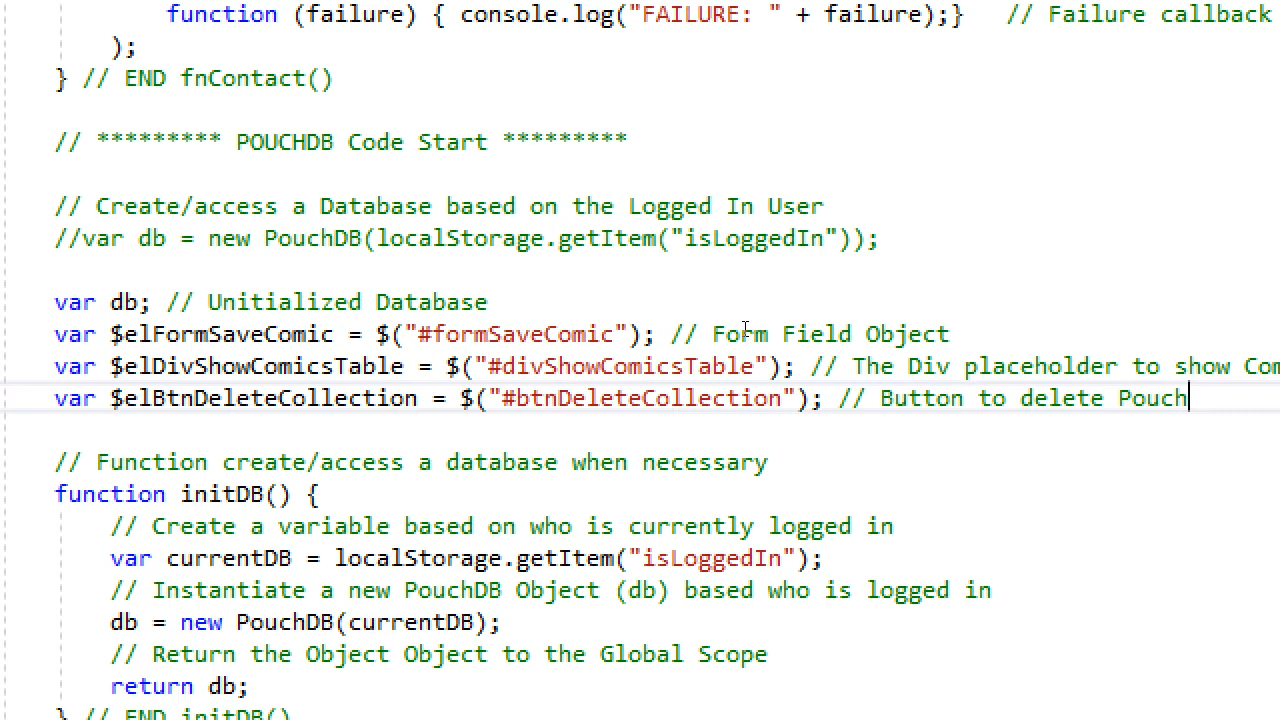 function (failure) { console.log("FAILURE: " + failure);} // Failure callback
);
} // END fnContact()
// ********* POUCHDB Code Start *********
// Create/access a Database based on the Logged In User
//var db = new PouchDB(localStorage.getItem("isLoggedIn"));
var db; // Unitialized Database
var $elFormSaveComic = $("#formSaveComic"); // Form Field Object
var $elDivShowComicsTable = $("#divShowComicsTable"); // The Div placeholder to show Com
var $elBtnDeleteCollection = $("#btnDeleteCollection"); // Button to delete Pouch
// Function create/access a database when necessary
function initDB() {
// Create a variable based on who is currently logged in
var currentDB = localStorage.getItem("isLoggedIn");
// Instantiate a new PouchDB Object (db) based who is logged in
db = new PouchDB(currentDB);
// Return the Object Object to the Global Scope
return db;
} // END initDB()